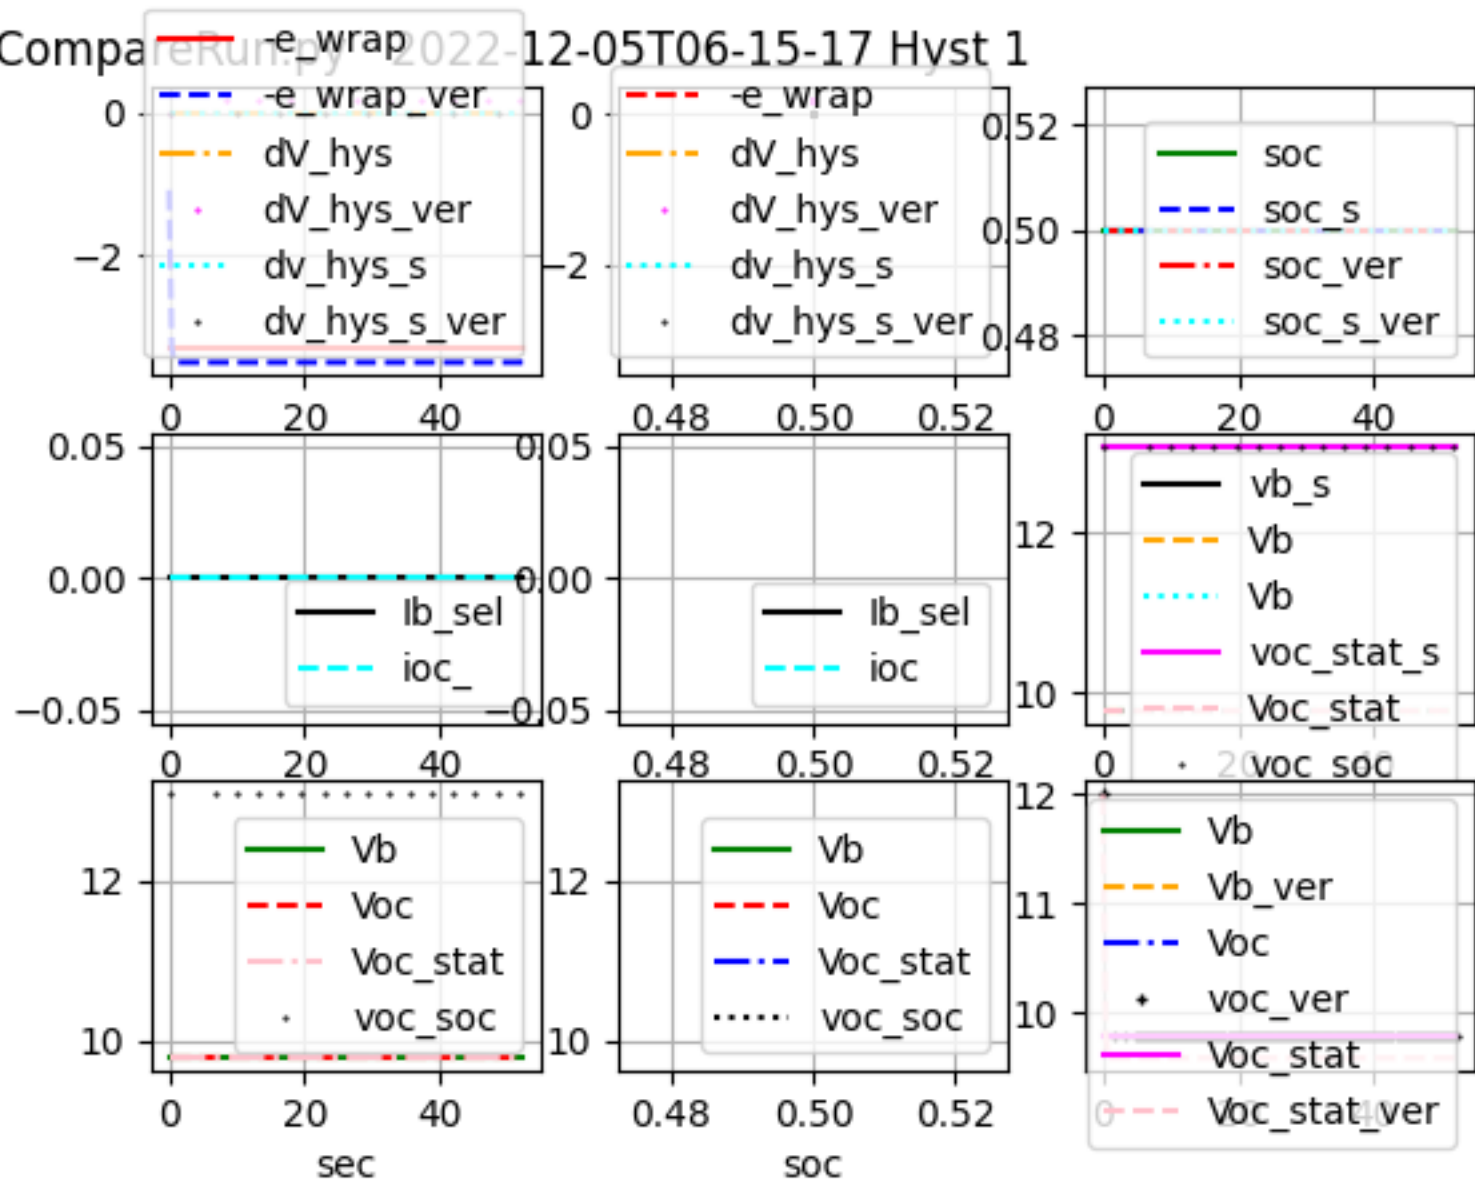 CompareRun.py 2022-12-05T06-15-17 Hyst 1
-e_wrap
-e_wrap_ver
dV_hys
dV_hys_ver
dv_hys_s
dv_hys_s_ver
0
−2
0 20 40
-e_wrap
dV_hys
dV_hys_ver
dv_hys_s
dv_hys_s_ver
0
−2
0.48 0.50 0.52
soc
soc_s
soc_ver
soc_s_ver
0.52
0.50
0.48
0 20 40
0.05
0.00
−0.05
Ib_sel
ioc_
0 20 40
0.05
0.00
−0.05
Ib_sel
ioc
0.48 0.50 0.52
12
10
vb_s
Vb
Vb
voc_stat_s
Voc_stat
voc_soc
0 20 40
12
10
Vb
Voc
Voc_stat
voc_soc
0 20 40
sec
12
10
Vb
Voc
Voc_stat
voc_soc
0.48 0.50 0.52
soc
12
11
10
Vb
Vb_ver
Voc
voc_ver
Voc_stat
Voc_stat_ver
0 20 40